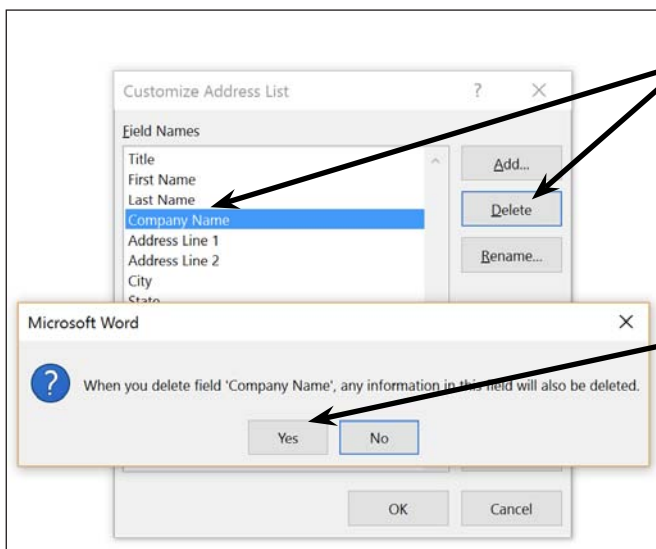 Customize Address List
?
Field Names
Title
First Name
Last Name
Company Name
Address Line 1
Address Line 2
City
State
Add...
Delete
Rename...
Microsoft Word
?
When you delete field 'Company Name', any information in this field will also be deleted.
Yes
No
OK
Cancel